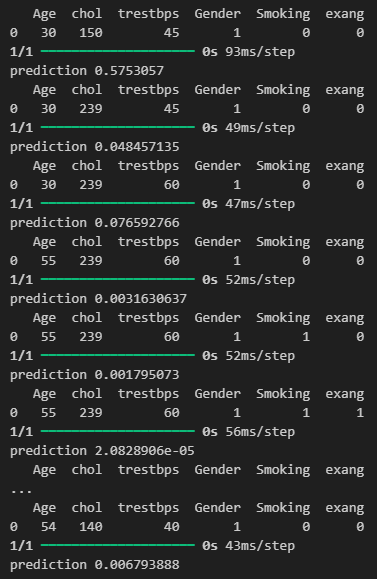 Age chol trestbps Gender Smoking exang
0 30 150 45 1 0 0
1/1 ━━━━━━━━━━━━━━━━━━━━ 0s 93ms/step
prediction 0.5753057
Age chol trestbps Gender Smoking exang
0 30 239 45 1 0 0
1/1 ━━━━━━━━━━━━━━━━━━━━ 0s 49ms/step
prediction 0.048457135
Age chol trestbps Gender Smoking exang
0 30 239 60 1 0 0
1/1 ━━━━━━━━━━━━━━━━━━━━ 0s 47ms/step
prediction 0.076592766
Age chol trestbps Gender Smoking exang
0 55 239 60 1 0 0
1/1 ━━━━━━━━━━━━━━━━━━━━ 0s 52ms/step
prediction 0.0031630637
Age chol trestbps Gender Smoking exang
0 55 239 60 1 1 0
1/1 ━━━━━━━━━━━━━━━━━━━━ 0s 52ms/step
prediction 0.001795073
Age chol trestbps Gender Smoking exang
0 55 239 60 1 1 1
1/1 ━━━━━━━━━━━━━━━━━━━━ 0s 56ms/step
prediction 2.0828906e-05
Age chol trestbps Gender Smoking exang
...
Age chol trestbps Gender Smoking exang
0 54 140 40 1 0 0
1/1 ━━━━━━━━━━━━━━━━━━━━ 0s 43ms/step
prediction 0.006793888